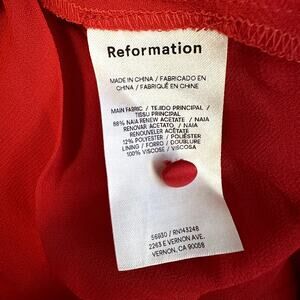 Reformation
MADE IN CHINA / FABRICADO EN
CHINA / FABRIQUÉ EN CHINE
MAIN FABRIC / TEJIDO PRINCIPAL /
TISSU PRINCIPAL
88% NAIA RENEW ACETATE / NAIA
RENOVAR ACETATO / NAIA
RENOUVELER ACÉTATE
12% POLYESTER / POLIÉSTER
LINING / FORRO / DOUBLURE
100% VISCOSE / VISCOSA
56930 / RN143248
2263 E VERNON AVE.
VERNON, CA 90058